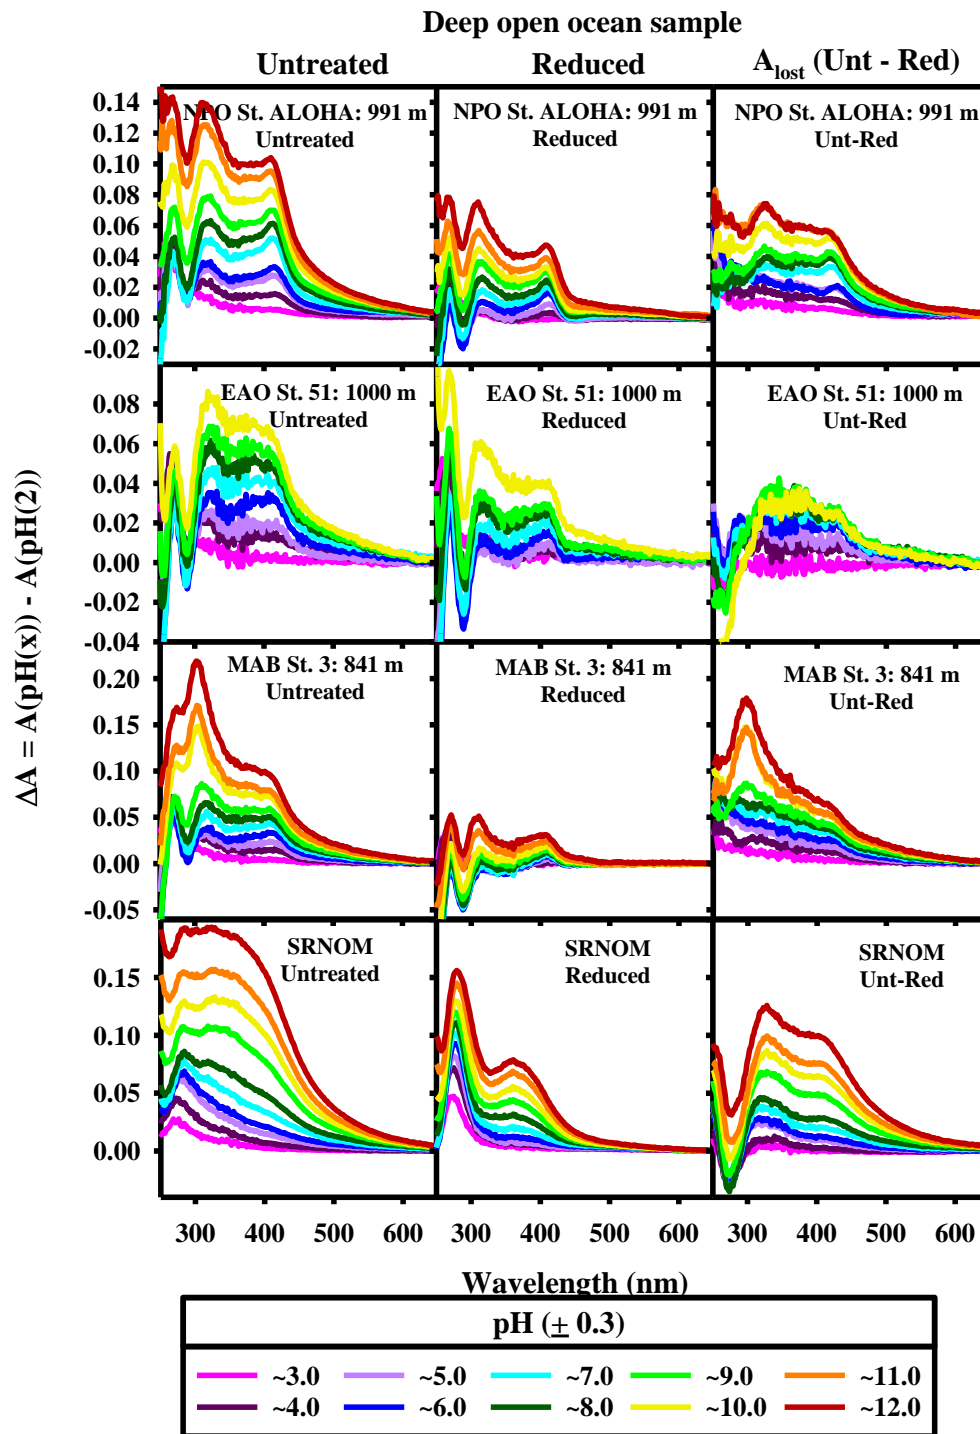 Deep open ocean sample
Untreated Reduced A_lost (Unt - Red)
NPO St. ALOHA: 991 m
Untreated
NPO St. ALOHA: 991 m
Reduced
NPO St. ALOHA: 991 m
Unt-Red
0.14
0.12
0.10
0.08
0.06
0.04
0.02
0.00
-0.02
EAO St. 51: 1000 m
Untreated
EAO St. 51: 1000 m
Reduced
EAO St. 51: 1000 m
Unt-Red
0.08
0.06
0.04
0.02
0.00
-0.02
-0.04
MAB St. 3: 841 m
Untreated
MAB St. 3: 841 m
Reduced
MAB St. 3: 841 m
Unt-Red
0.20
0.15
0.10
0.05
0.00
-0.05
SRNOM
Untreated
SRNOM
Reduced
SRNOM
Unt-Red
0.15
0.10
0.05
0.00
ΔA = A(pH(x)) - A(pH(2))
300 400 500 600 300 400 500 600 300 400 500 600
Wavelength (nm)
pH (± 0.3)
~3.0 ~5.0 ~7.0 ~9.0 ~11.0
~4.0 ~6.0 ~8.0 ~10.0 ~12.0